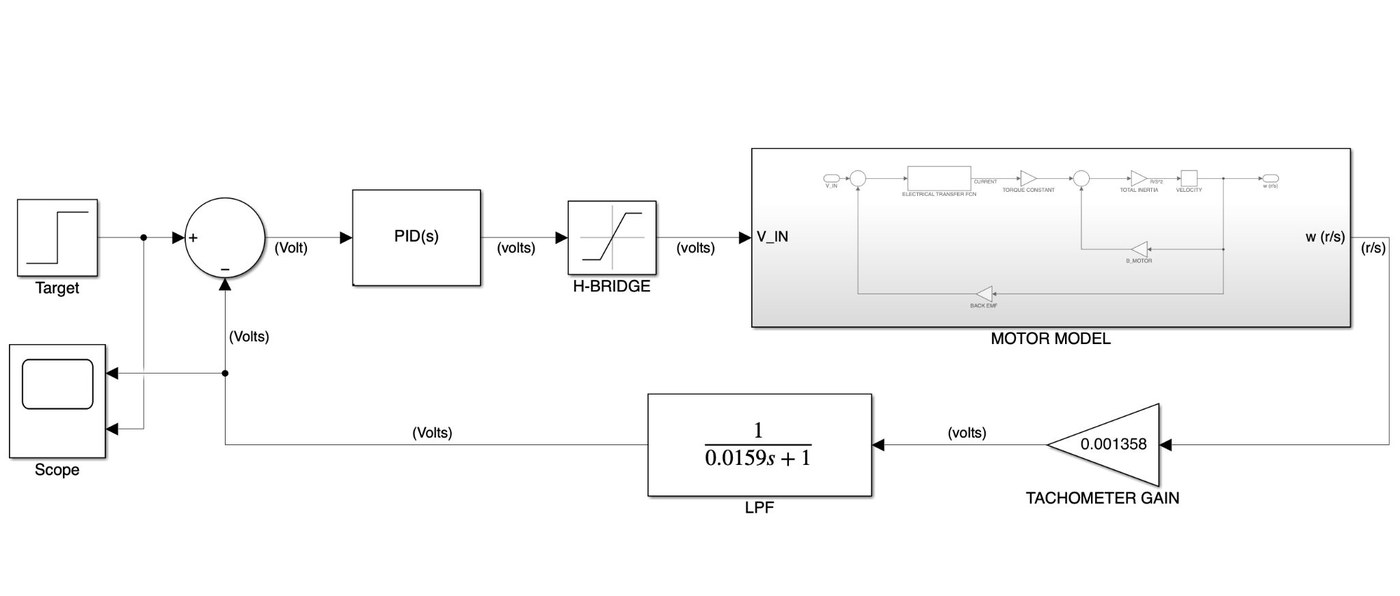 Target
+
−
(Volt)
PID(s)
(volts)
H-BRIDGE
(volts)
V_IN
V_IN
ELECTRICAL TRANSFER FCN
CURRENT
TORQUE CONSTANT
TOTAL INERTIA
VELOCITY
w (r/s)
B_MOTOR
BACK EMF
w (r/s)
MOTOR MODEL
(r/s)
(Volts)
Scope
(Volts)
1
0.0159s + 1
LPF
(volts)
0.001358
TACHOMETER GAIN